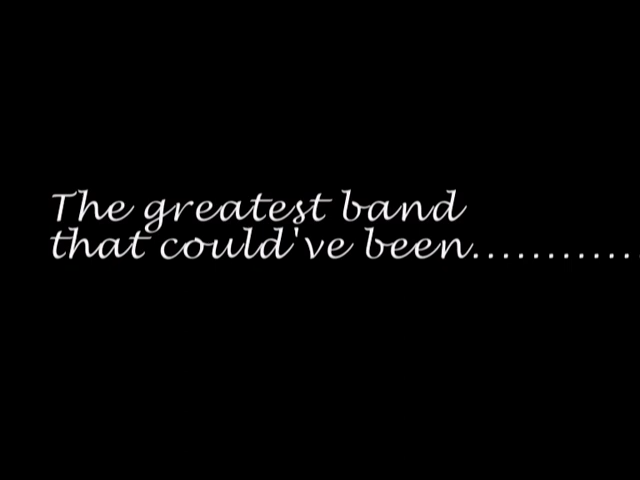 The greatest band
that could've been............